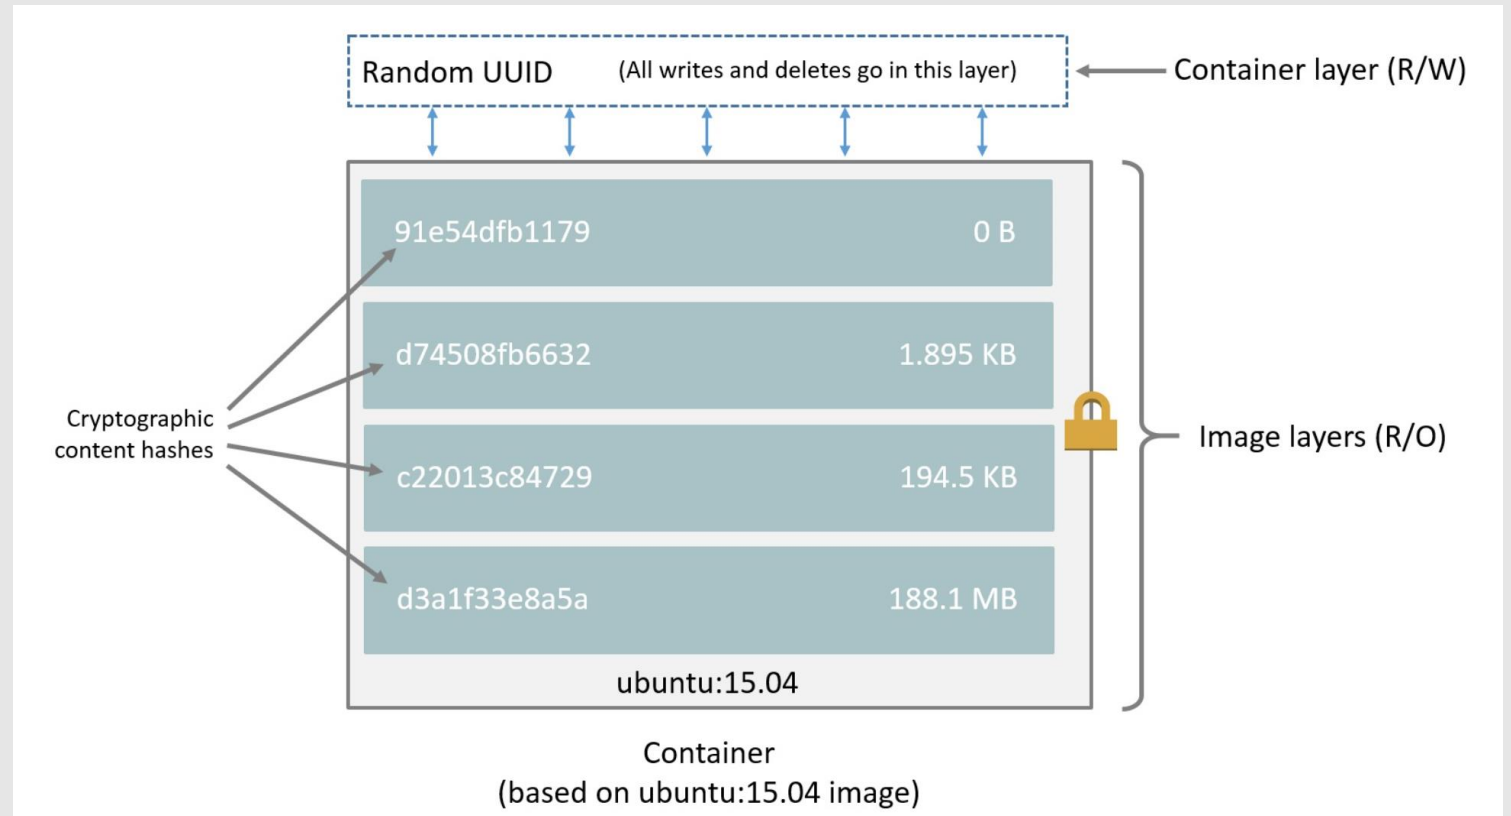 Random UUID (All writes and deletes go in this layer)
Container layer (R/W)
91e54dfb1179 0 B
d74508fb6632 1.895 KB
Cryptographic
content hashes
Image layers (R/O)
c22013c84729 194.5 KB
d3a1f33e8a5a 188.1 MB
ubuntu:15.04
Container
(based on ubuntu:15.04 image)